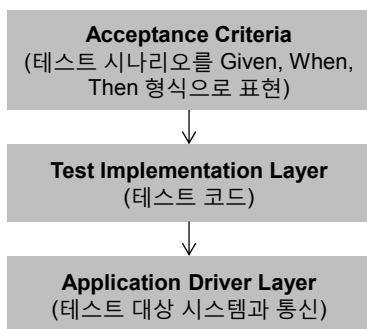 Acceptance Criteria
(테스트 시나리오를 Given, When,
Then 형식으로 표현)
Test Implementation Layer
(테스트 코드)
Application Driver Layer
(테스트 대상 시스템과 통신)